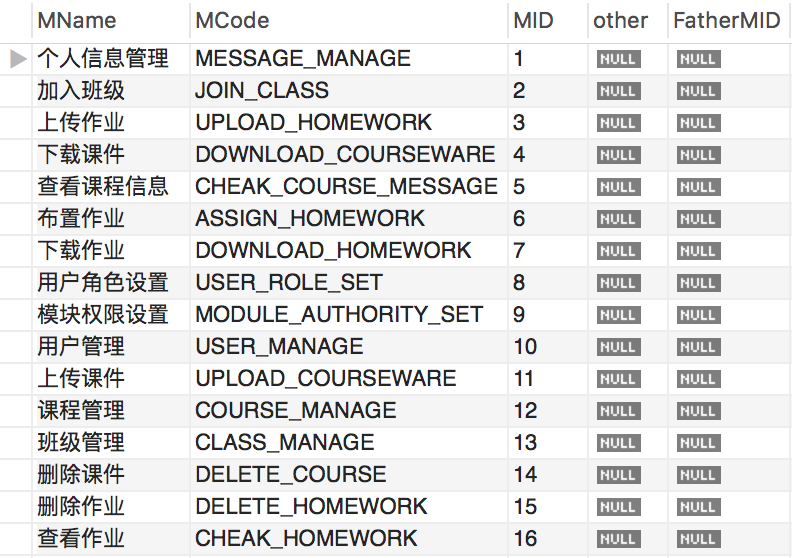 MName MCode MID other FatherMID
个人信息管理 MESSAGE_MANAGE 1 NULL NULL
加入班级 JOIN_CLASS 2 NULL NULL
上传作业 UPLOAD_HOMEWORK 3 NULL NULL
下载课件 DOWNLOAD_COURSEWARE 4 NULL NULL
查看课程信息 CHEAK_COURSE_MESSAGE 5 NULL NULL
布置作业 ASSIGN_HOMEWORK 6 NULL NULL
下载作业 DOWNLOAD_HOMEWORK 7 NULL NULL
用户角色设置 USER_ROLE_SET 8 NULL NULL
模块权限设置 MODULE_AUTHORITY_SET 9 NULL NULL
用户管理 USER_MANAGE 10 NULL NULL
上传课件 UPLOAD_COURSEWARE 11 NULL NULL
课程管理 COURSE_MANAGE 12 NULL NULL
班级管理 CLASS_MANAGE 13 NULL NULL
删除课件 DELETE_COURSE 14 NULL NULL
删除作业 DELETE_HOMEWORK 15 NULL NULL
查看作业 CHEAK_HOMEWORK 16 NULL NULL